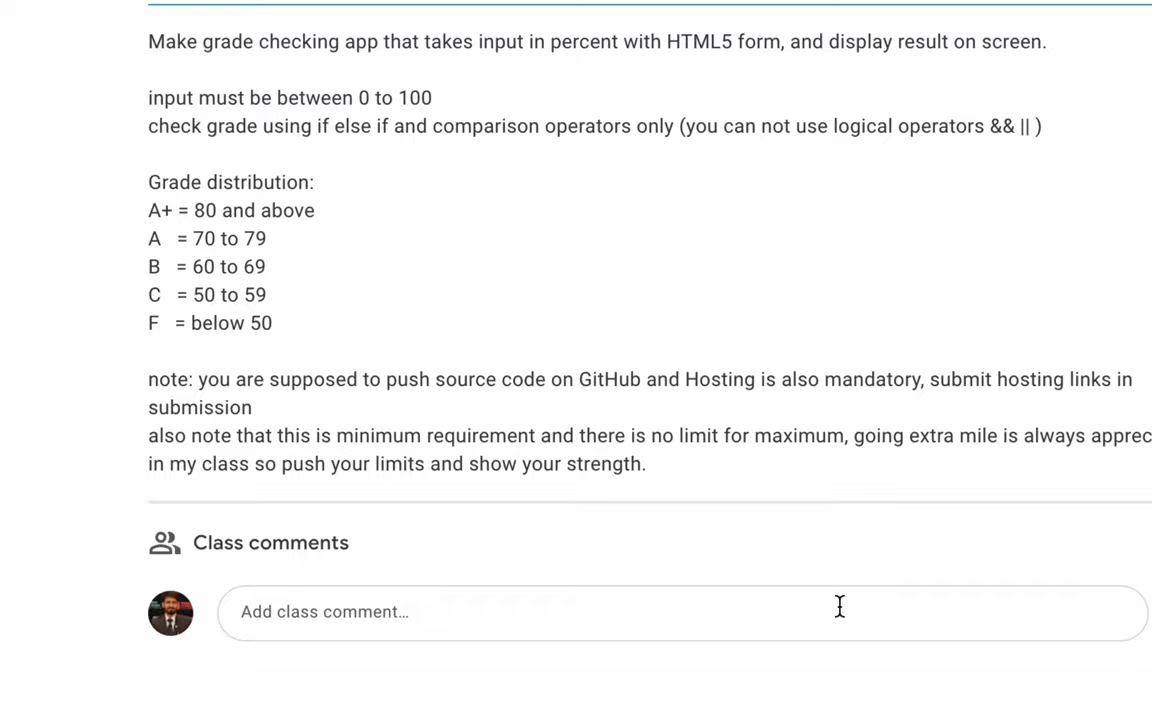 Make grade checking app that takes input in percent with HTML5 form, and display result on screen.
input must be between 0 to 100
check grade using if else if and comparison operators only (you can not use logical operators && || )
Grade distribution:
A+ = 80 and above
A = 70 to 79
B = 60 to 69
C = 50 to 59
F = below 50
note: you are supposed to push source code on GitHub and Hosting is also mandatory, submit hosting links in
submission
also note that this is minimum requirement and there is no limit for maximum, going extra mile is always apprec
in my class so push your limits and show your strength.
Class comments
Add class comment...